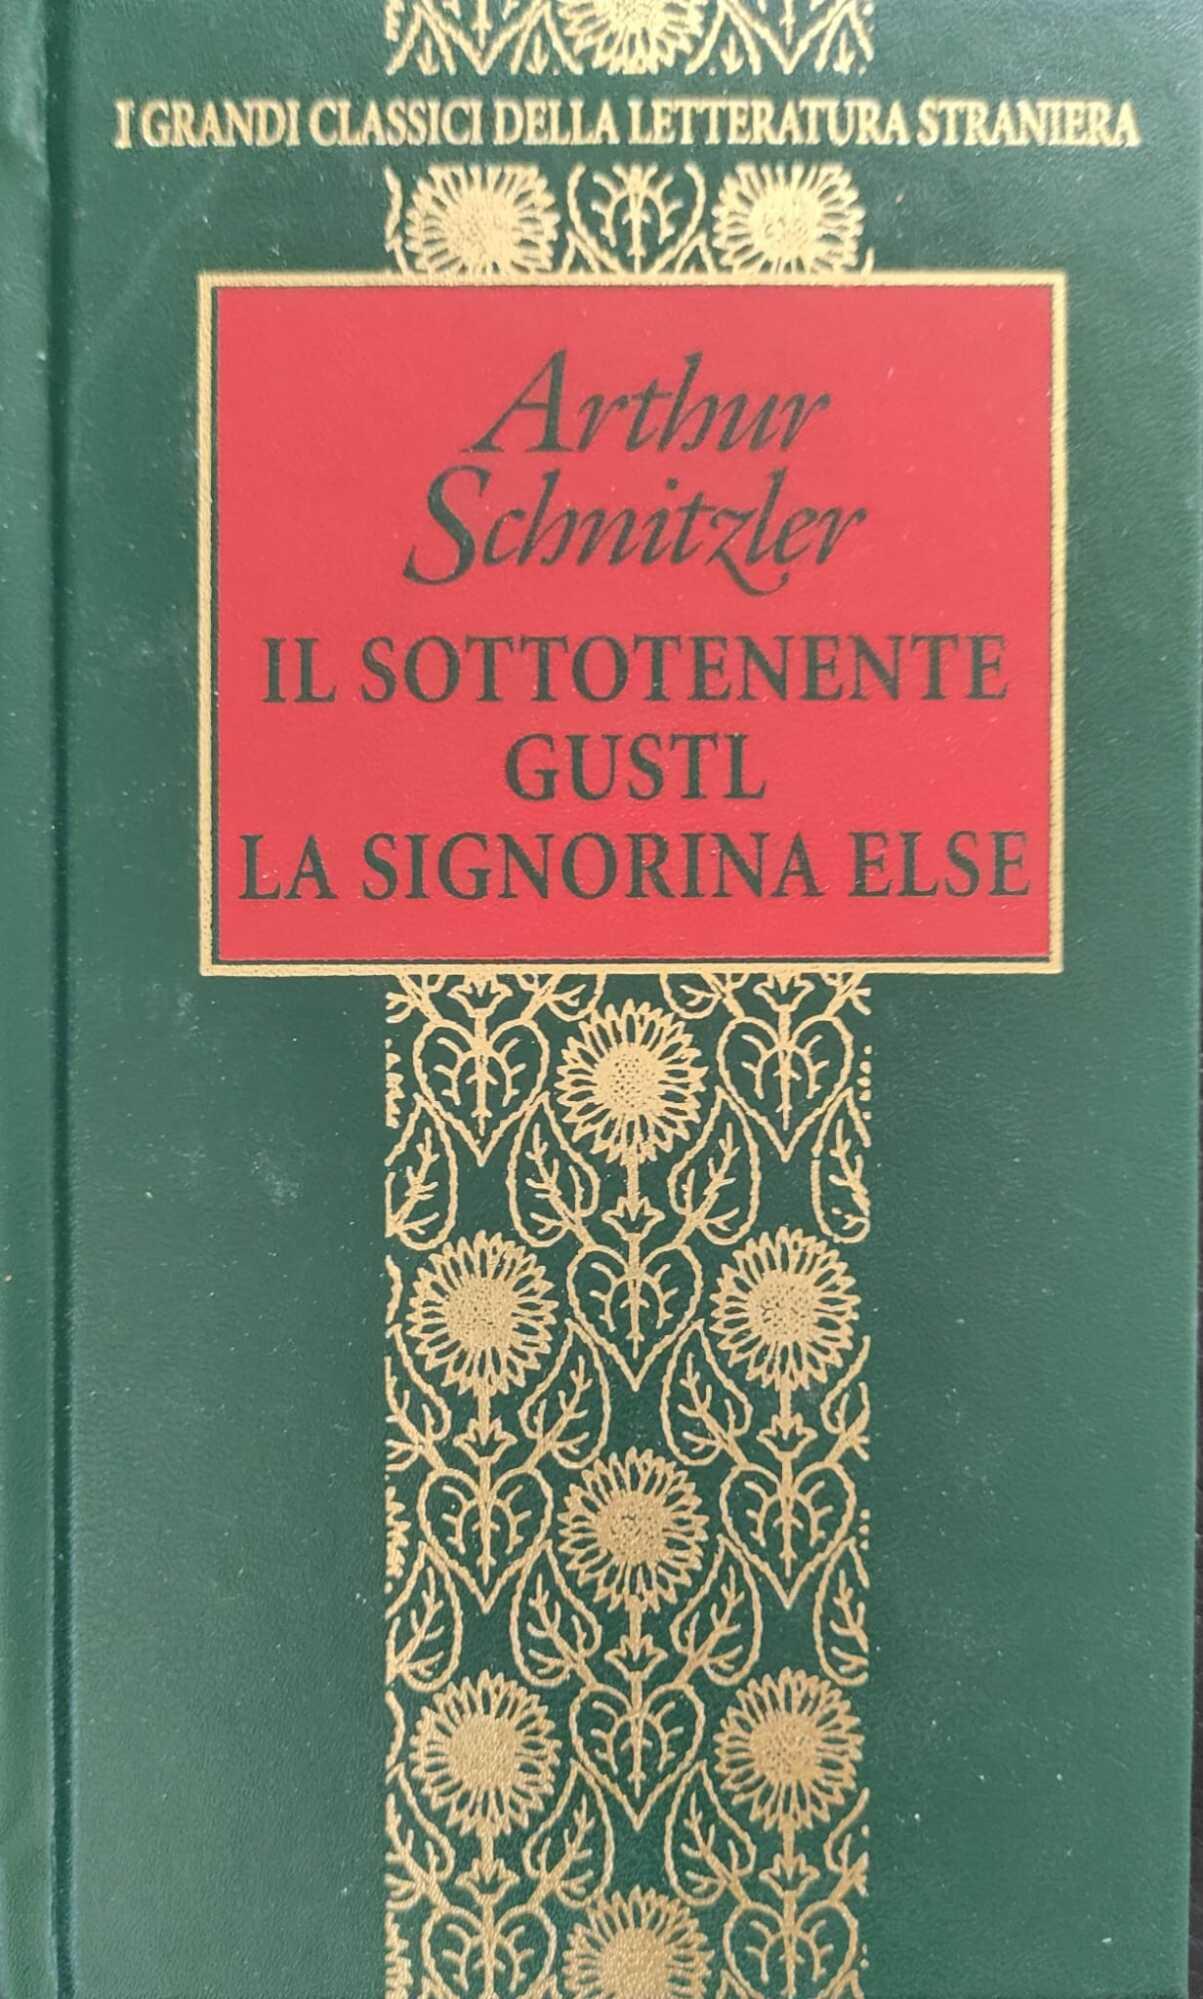 I GRANDI CLASSICI DELLA LETTERATURA STRANIERA
Arthur
Schnitzler
IL SOTTOTENENTE
GUSTL
LA SIGNORINA ELSE